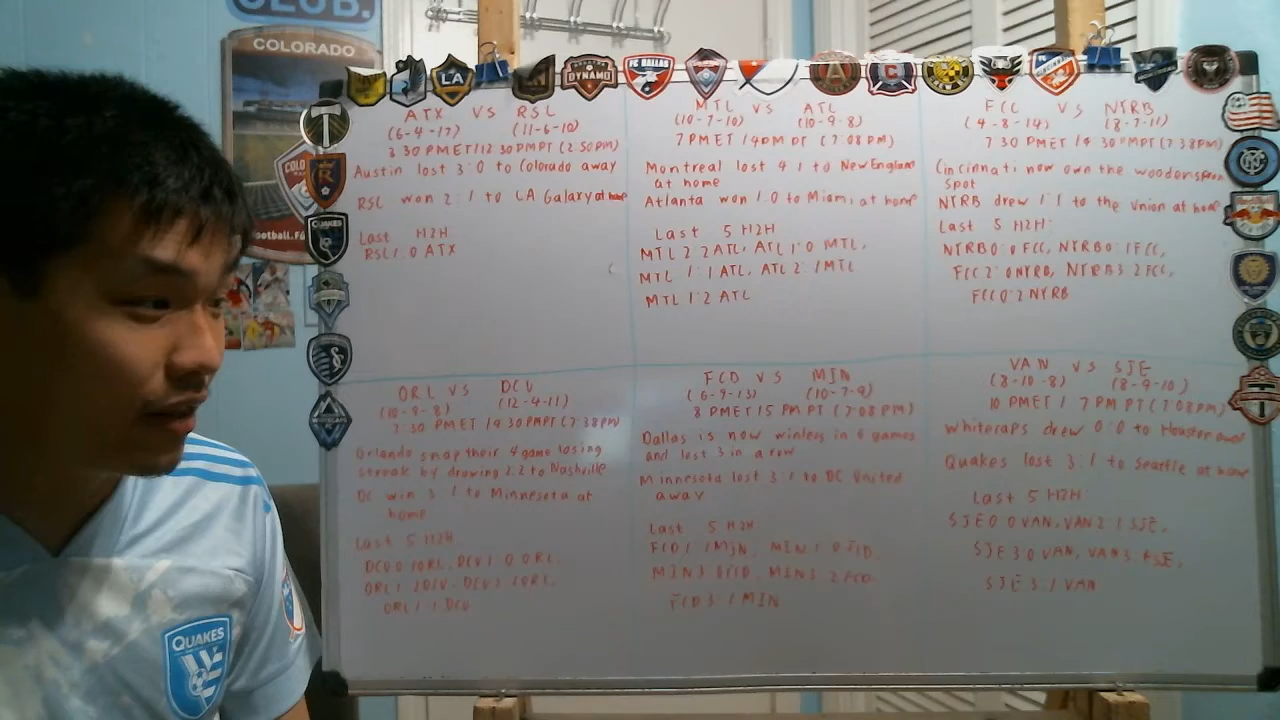 CLUB.
COLORADO
COLO
football.Fú
QUAKES
LA
DYNAMO
FC DALLAS
QUAKES
ATX VS RSL
(6-4-17) (11-6-10)
3 30 PMET/12 30 PMPT (2:50PM)
Austin lost 3:0 to Colorado away
RSL won 2:1 to LA Galaxy at home
Last H2H
RSL 1:0 ATX
MTL VS ATL
(10-7-10) (10-9-8)
7 PMET/4PM PT (7:08 PM)
Montreal lost 4 1 to New England
at home
Atlanta won 1:0 to Miami at home
Last 5 H2H
MTL 2:2 ATL, ATL 1:0 MTL,
MTL 1:1 ATL, ATL 2:1 MTL
MTL 1:2 ATL
FCC VS NYRB
(4-8-14) (8-7-11)
7 30 PMET/4 30PMPT (7:38PM)
Cincinnati now own the wooden spoon
spot
NYRB drew 1:1 to the Union at home
Last 5 H2H:
NYRB 0:0 FCC, NYRB 0:1 FCC,
FCC 2:0 NYRB, NYRB 3 2 FCC,
FCC 0:2 NYRB
ORL VS DCU
(10-9-8) (12-4-11)
7:30 PMET/4 30PMPT (7:38PM)
Orlando snap their 4 game losing
streak by drawing 2:2 to Nashville
DC win 3 1 to Minnesota at
home
Last 5 H2H
DCU 0:0 ORL, DCU 1 0 ORL,
ORL 1:2 DCU, DCU 2:1 ORL,
ORL 1:1 DCU
FCD VS MIN
(6-9-13) (10-7-9)
8 PMET/5 PM PT (7:08PM)
Dallas is now winless in 6 games
and lost 3 in a row
Minnesota lost 3:1 to DC United
away
Last 5 H2H
FCD 1:1 MIN, MIN 1:0 FCD,
MIN 3 0 FCD, MIN 3 2 FCD
FCD 3:1 MIN
VAN VS SJE
(8-10-8) (8-9-10)
10 PMET/ 7 PM PT (7:08PM)
Whitecaps drew 0:0 to Houston away
Quakes lost 3:1 to Seattle at home
Last 5 H2H:
SJE 0 0 VAN, VAN 2:1 SJE,
SJE 3 0 VAN, VAN 3: SJE,
SJE 3:1 VAN